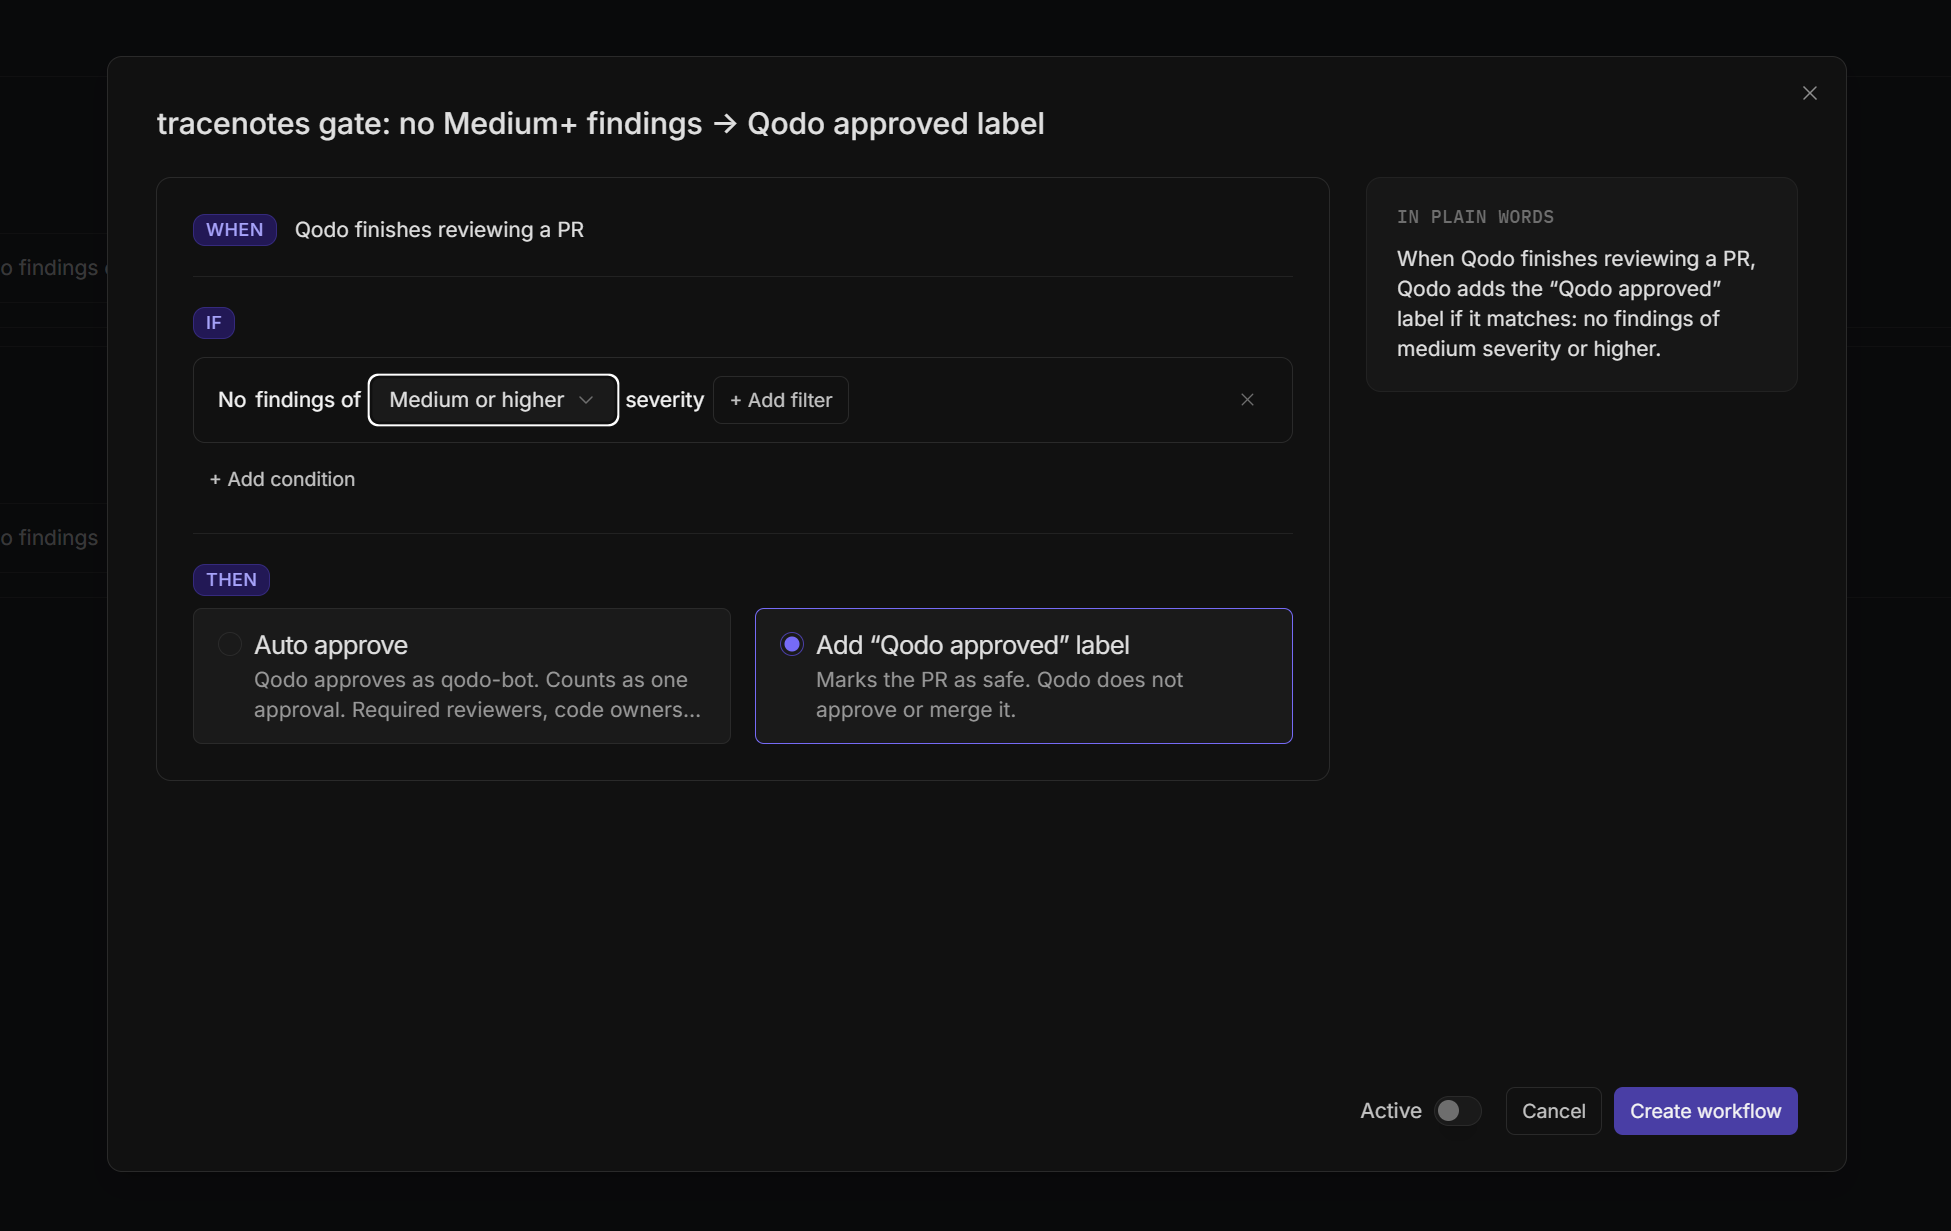 tracenotes gate: no Medium+ findings → Qodo approved label
WHEN Qodo finishes reviewing a PR
IF
No findings of Medium or higher severity + Add filter
+ Add condition
THEN
Auto approve
Qodo approves as qodo-bot. Counts as one
approval. Required reviewers, code owners...
Add “Qodo approved” label
Marks the PR as safe. Qodo does not
approve or merge it.
IN PLAIN WORDS
When Qodo finishes reviewing a PR,
Qodo adds the “Qodo approved”
label if it matches: no findings of
medium severity or higher.
o findings
o findings
Active Cancel Create workflow